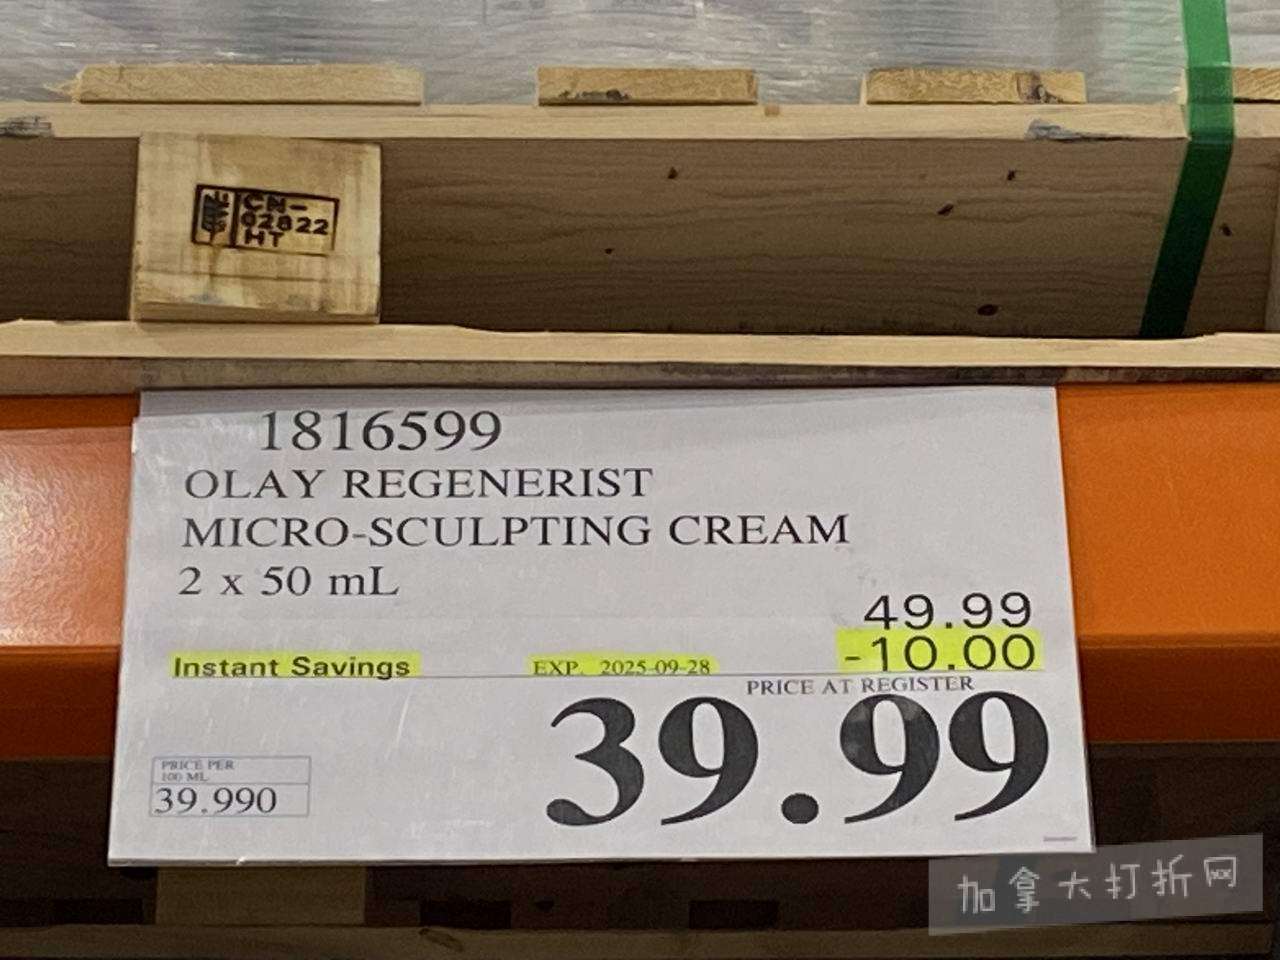 CN-
02822
HT
1816599
OLAY REGENERIST
MICRO-SCULPTING CREAM
2 x 50 mL
49.99
Instant Savings EXP. 2025-09-28 -10.00
PRICE AT REGISTER
39.99
PRICE PER
100 ML
39.990
加拿大打折网